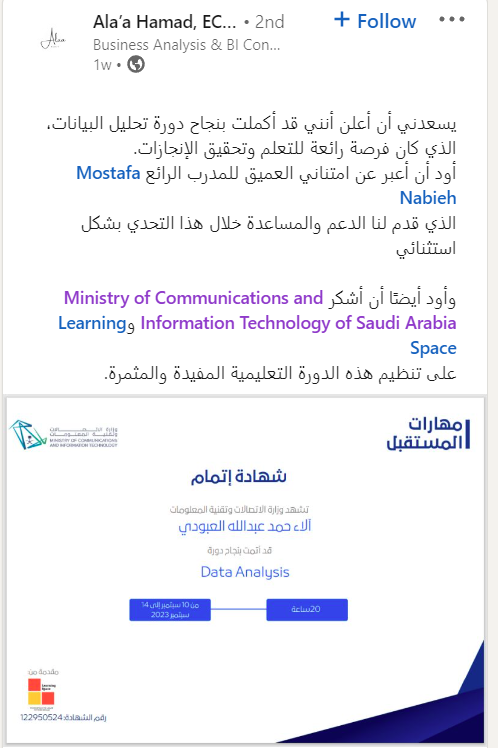 Ala'a Hamad, EC... • 2nd
+ Follow
Business Analysis & BI Con...
1w •
يسعدني أن أعلن أنني قد أكملت بنجاح دورة تحليل البيانات،
الذي كان فرصة رائعة للتعلم وتحقيق الإنجازات.
أود أن أعبر عن امتناني العميق للمدرب الرائع Mostafa
Nabieh
الذي قدم لنا الدعم والمساعدة خلال هذا التحدي بشكل
استثنائي
وأود أيضًا أن أشكر Ministry of Communications and
Information Technology of Saudi Arabia وLearning
Space
على تنظيم هذه الدورة التعليمية المفيدة والمثمرة.
مهارات
المستقبل
وزارة الاتصالات
وتقنية المعلومات
MINISTRY OF COMMUNICATIONS
AND INFORMATION TECHNOLOGY
شهادة إتمام
تشهد وزارة الاتصالات وتقنية المعلومات
آلاء حمد عبدالله العبودي
قد أتمت بنجاح دورة
Data Analysis
20ساعة
من 10 سبتمبر إلى 14
سبتمبر 2023
مقدمة من
Learning
Space
رقم الشهادة: 122950524